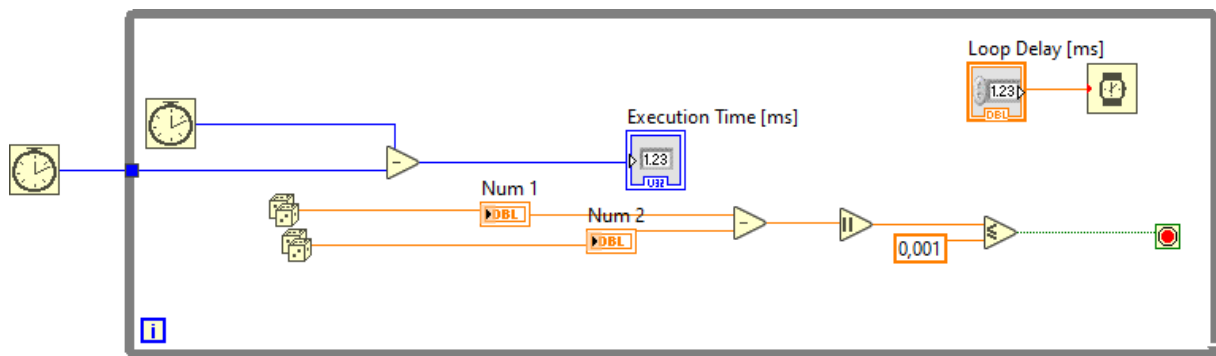 Loop Delay [ms]
1.23
DBL
Execution Time [ms]
1.23
U32
Num 1
DBL
Num 2
DBL
0,001
i